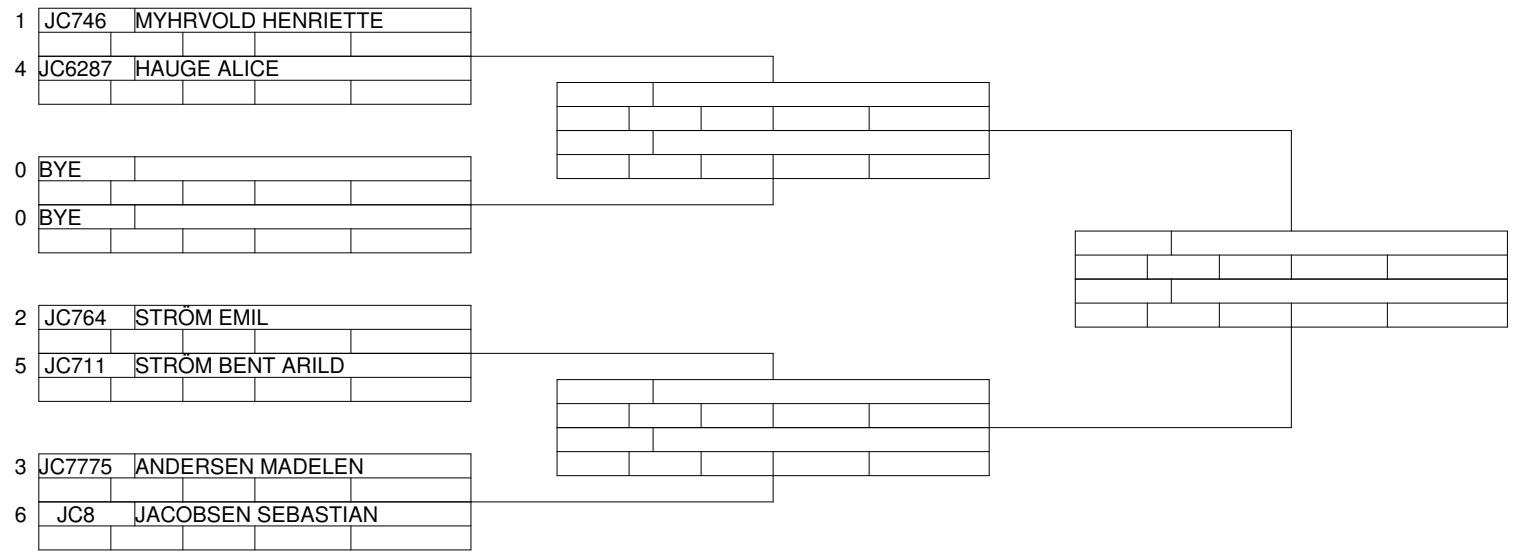 1 JC746 MYHRVOLD HENRIETTE
4 JC6287 HAUGE ALICE
0 BYE
0 BYE
2 JC764 STRÖM EMIL
5 JC711 STRÖM BENT ARILD
3 JC7775 ANDERSEN MADELEN
6 JC8 JACOBSEN SEBASTIAN